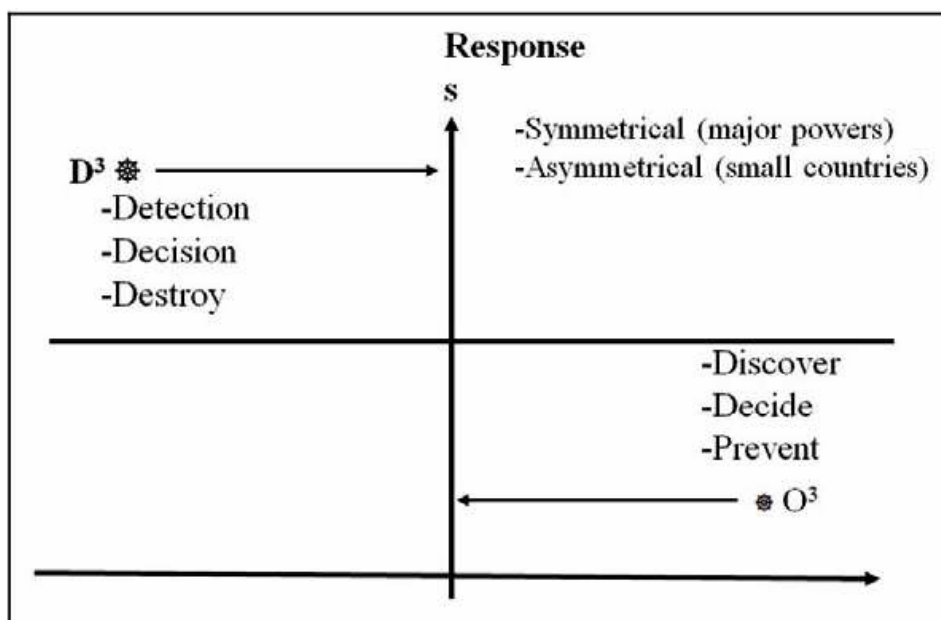 Response
s
-Symmetrical (major powers)
-Asymmetrical (small countries)
D³
-Detection
-Decision
-Destroy
-Discover
-Decide
-Prevent
O³